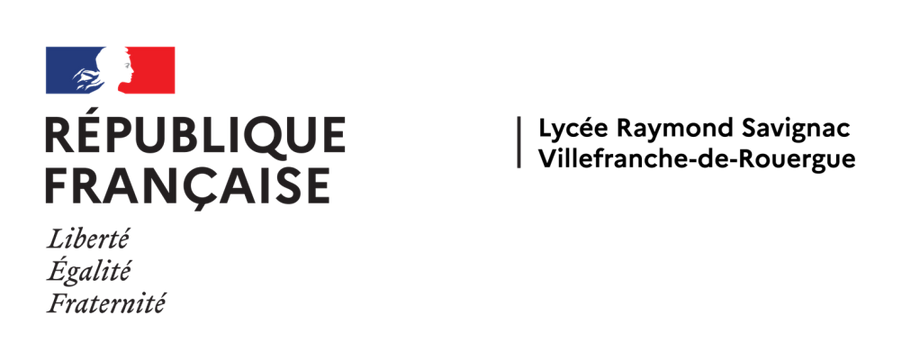 RÉPUBLIQUE
FRANÇAISE
Liberté
Égalité
Fraternité
Lycée Raymond Savignac
Villefranche-de-Rouergue